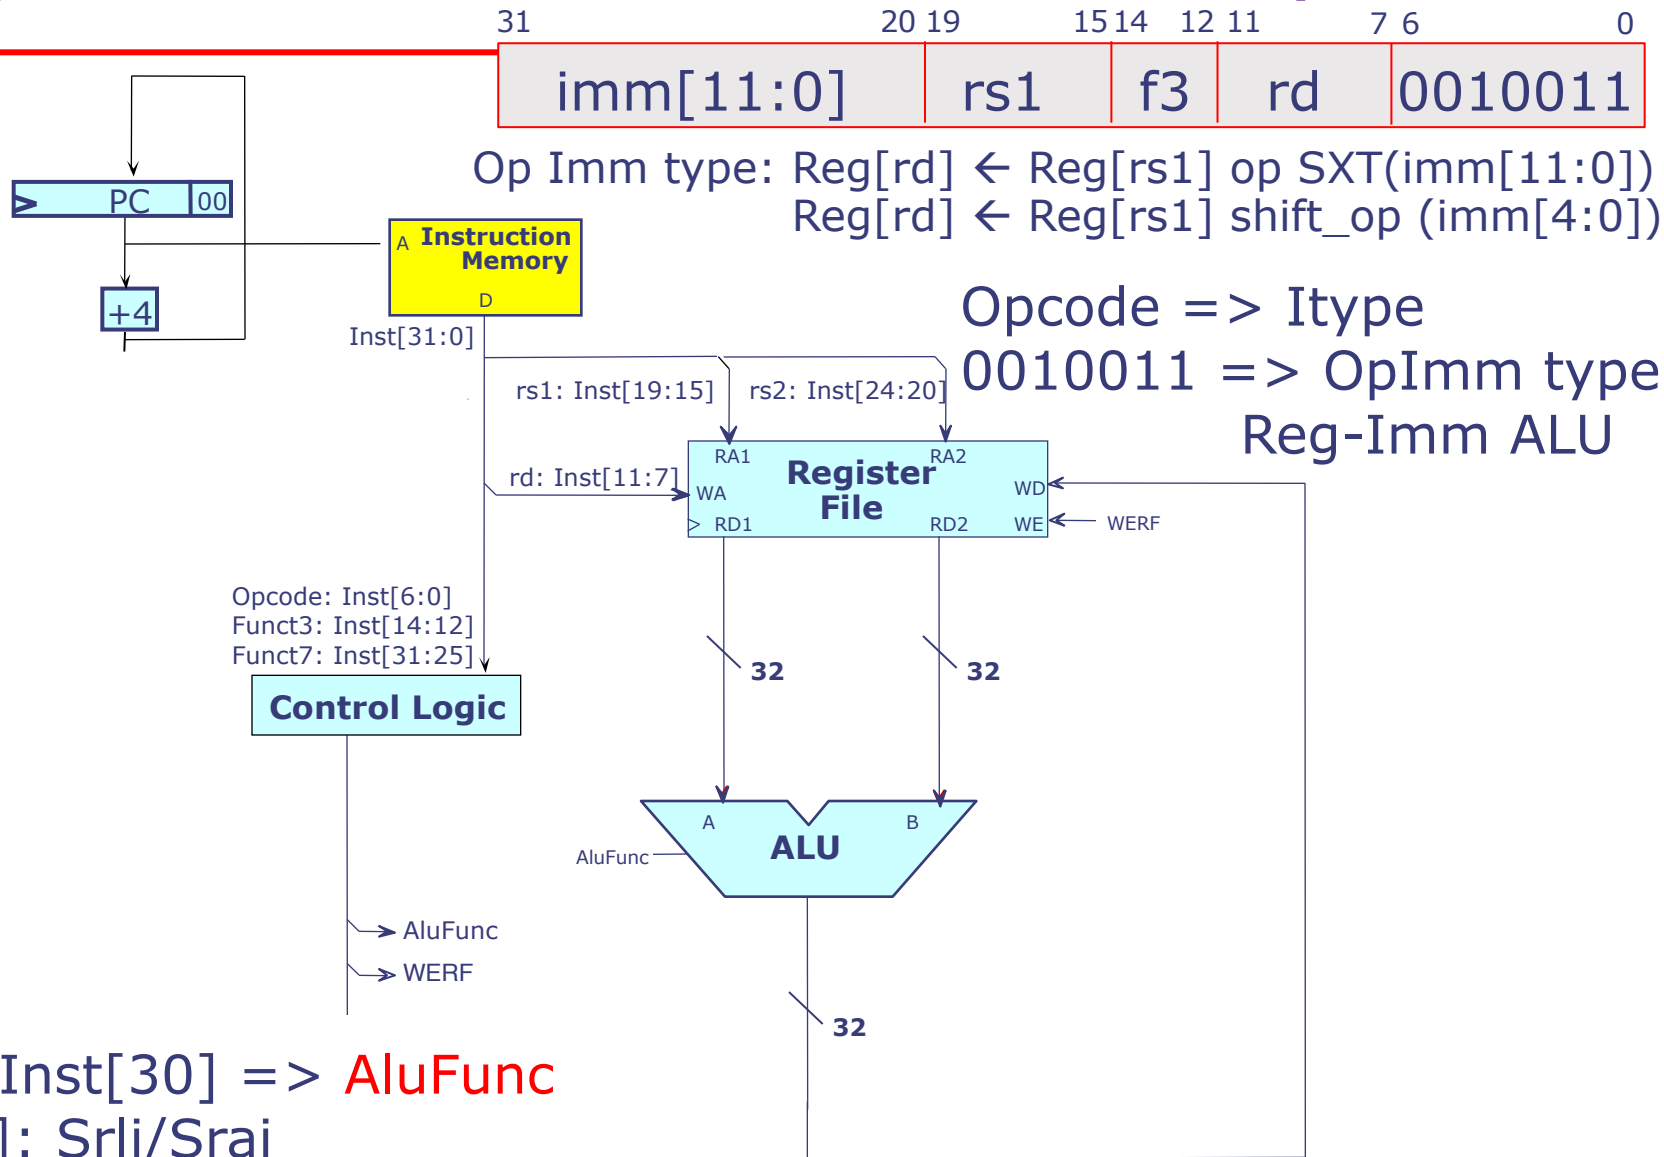 31 20 19 15 14 12 11 7 6 0
imm[11:0] rs1 f3 rd 0010011
Op Imm type: Reg[rd] ← Reg[rs1] op SXT(imm[11:0])
Reg[rd] ← Reg[rs1] shift_op (imm[4:0])
> PC 00
+4
A Instruction
Memory
D
Inst[31:0]
Opcode => Itype
0010011 => OpImm type
Reg-Imm ALU
rs1: Inst[19:15] rs2: Inst[24:20]
rd: Inst[11:7]
RA1 RA2
Register
File
WA WD
> RD1 RD2 WE WERF
Opcode: Inst[6:0]
Funct3: Inst[14:12]
Funct7: Inst[31:25]
Control Logic
32 32
A B
ALU
AluFunc
AluFunc
WERF
32
Inst[30] => AluFunc
]: Srli/Srai